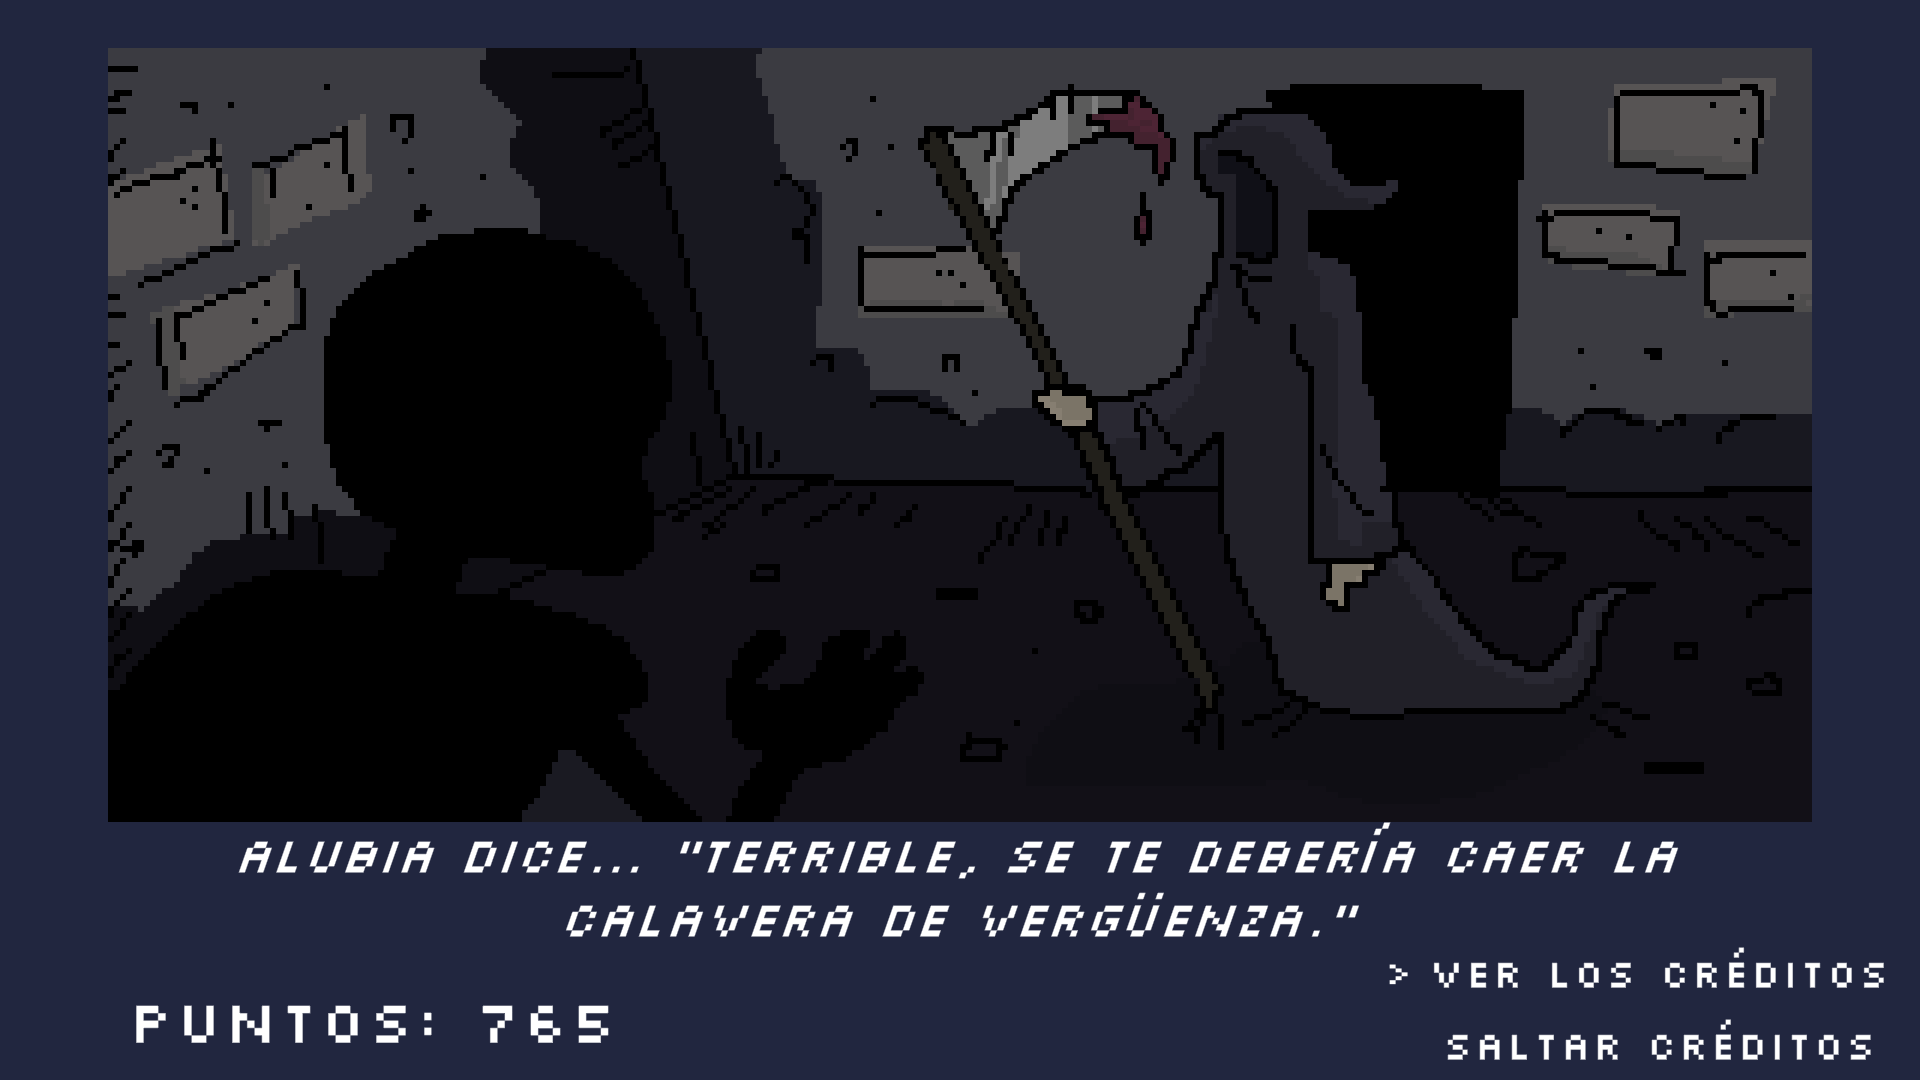 ALUBIA DICE... "TERRIBLE, SE TE DEBERÍA CAER LA
CALAVERA DE VERGÜENZA."
> VER LOS CRÉDITOS
PUNTOS: 765
SALTAR CRÉDITOS